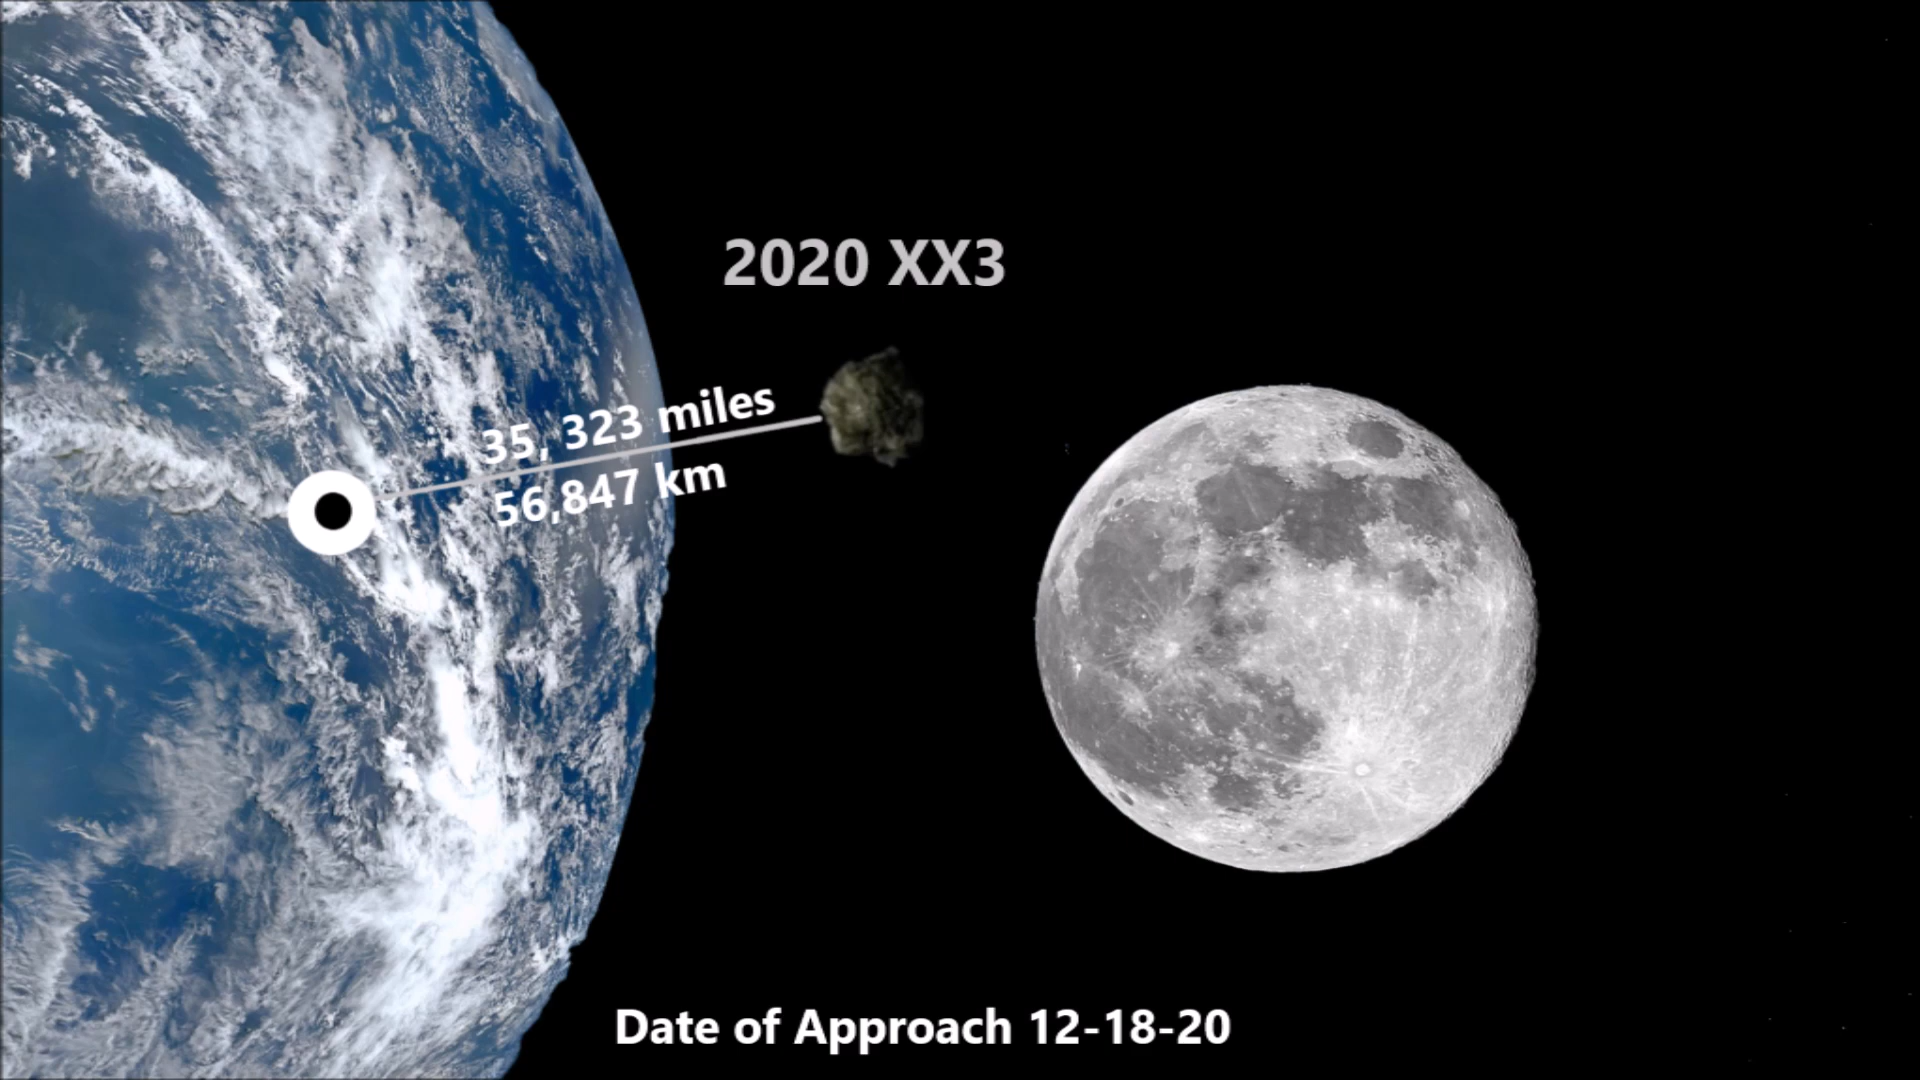 2020 XX3
35, 323 miles
56,847 km
Date of Approach 12-18-20